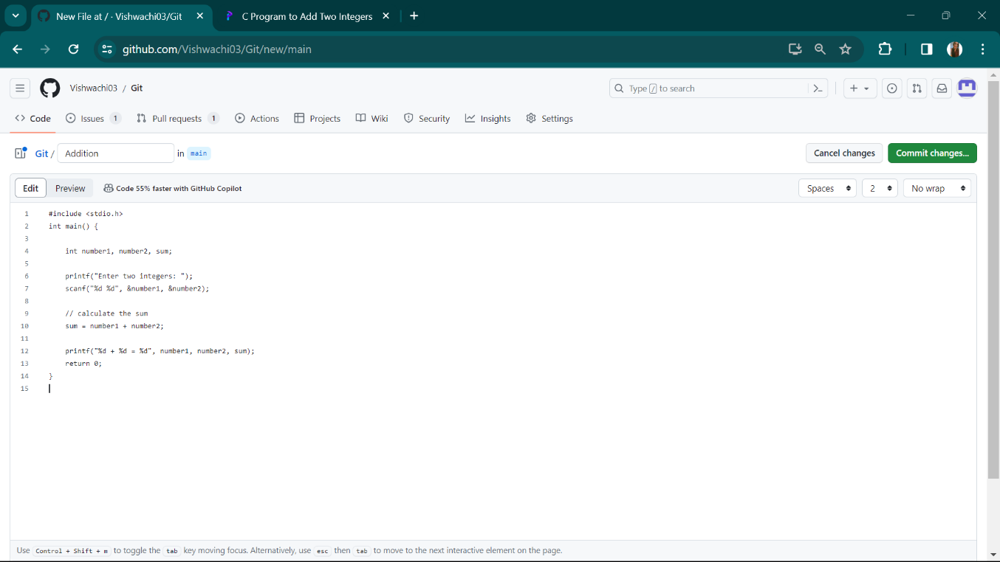 New File at / · Vishwachi03/Git
C Program to Add Two Integers
github.com/Vishwachi03/Git/new/main
Vishwachi03 / Git
Type / to search
Code Issues 1 Pull requests 1 Actions Projects Wiki Security Insights Settings
Git / Addition in main
Cancel changes Commit changes...
Edit Preview Code 55% faster with GitHub Copilot Spaces 2 No wrap
1 #include <stdio.h>
2 int main() {
3
4 int number1, number2, sum;
5
6 printf("Enter two integers: ");
7 scanf("%d %d", &number1, &number2);
8
9 // calculate the sum
10 sum = number1 + number2;
11
12 printf("%d + %d = %d", number1, number2, sum);
13 return 0;
14 }
15
Use Control + Shift + m to toggle the tab key moving focus. Alternatively, use esc then tab to move to the next interactive element on the page.